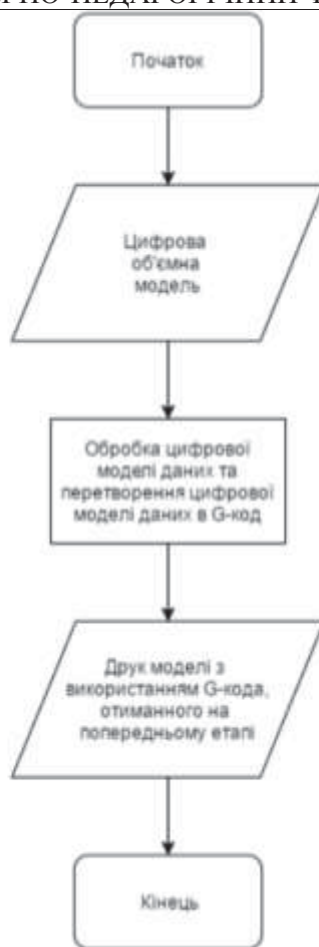 Початок
Цифрова
об'ємна
модель
Обробка цифрової
моделі даних та
перетворення цифрової
моделі даних в G-код
Друк моделі з
використанням G-кода,
отиманного на
попередньому етапі
Кінець